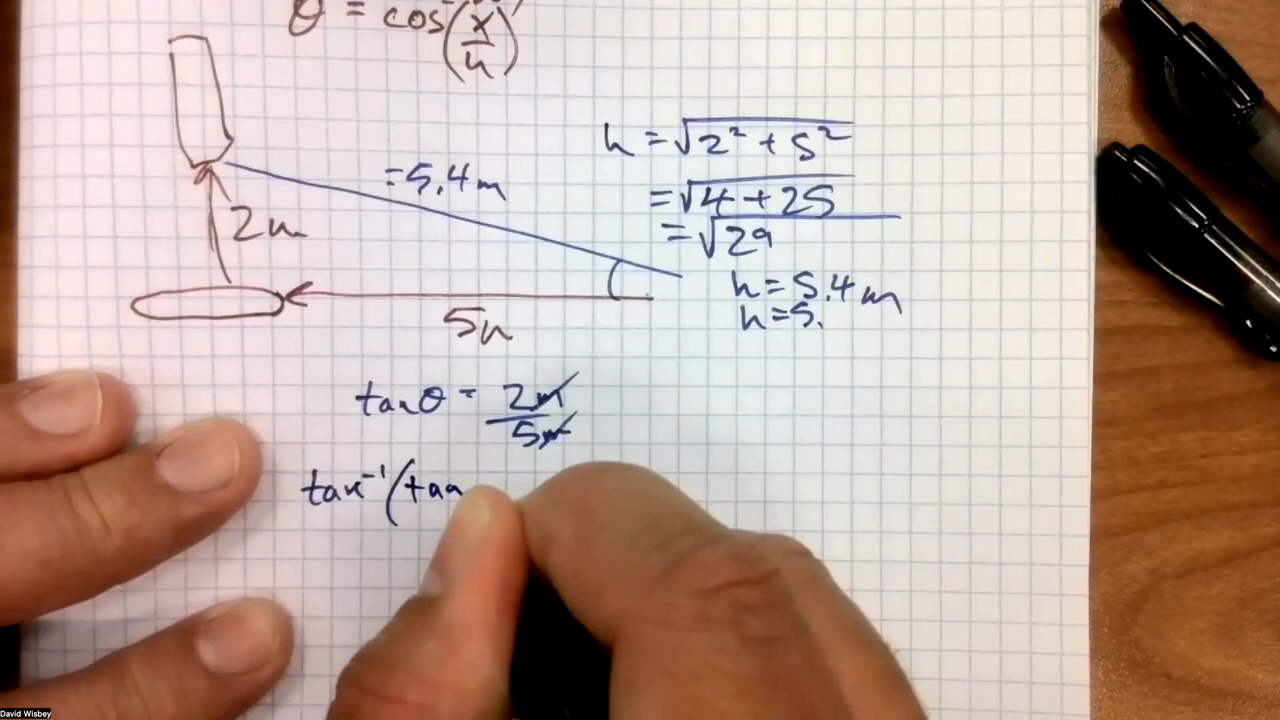 θ = cos⁻¹(x/h)
= 5.4m
2m
5m
h = √2² + 5²
= √4 + 25
= √29
h = 5.4m
h = 5.
tan θ = 2m/5m
tan⁻¹(tan
David Wisbey